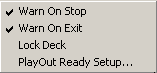 Warn On Stop
Warn On Exit
Lock Deck
PlayOut Ready Setup...